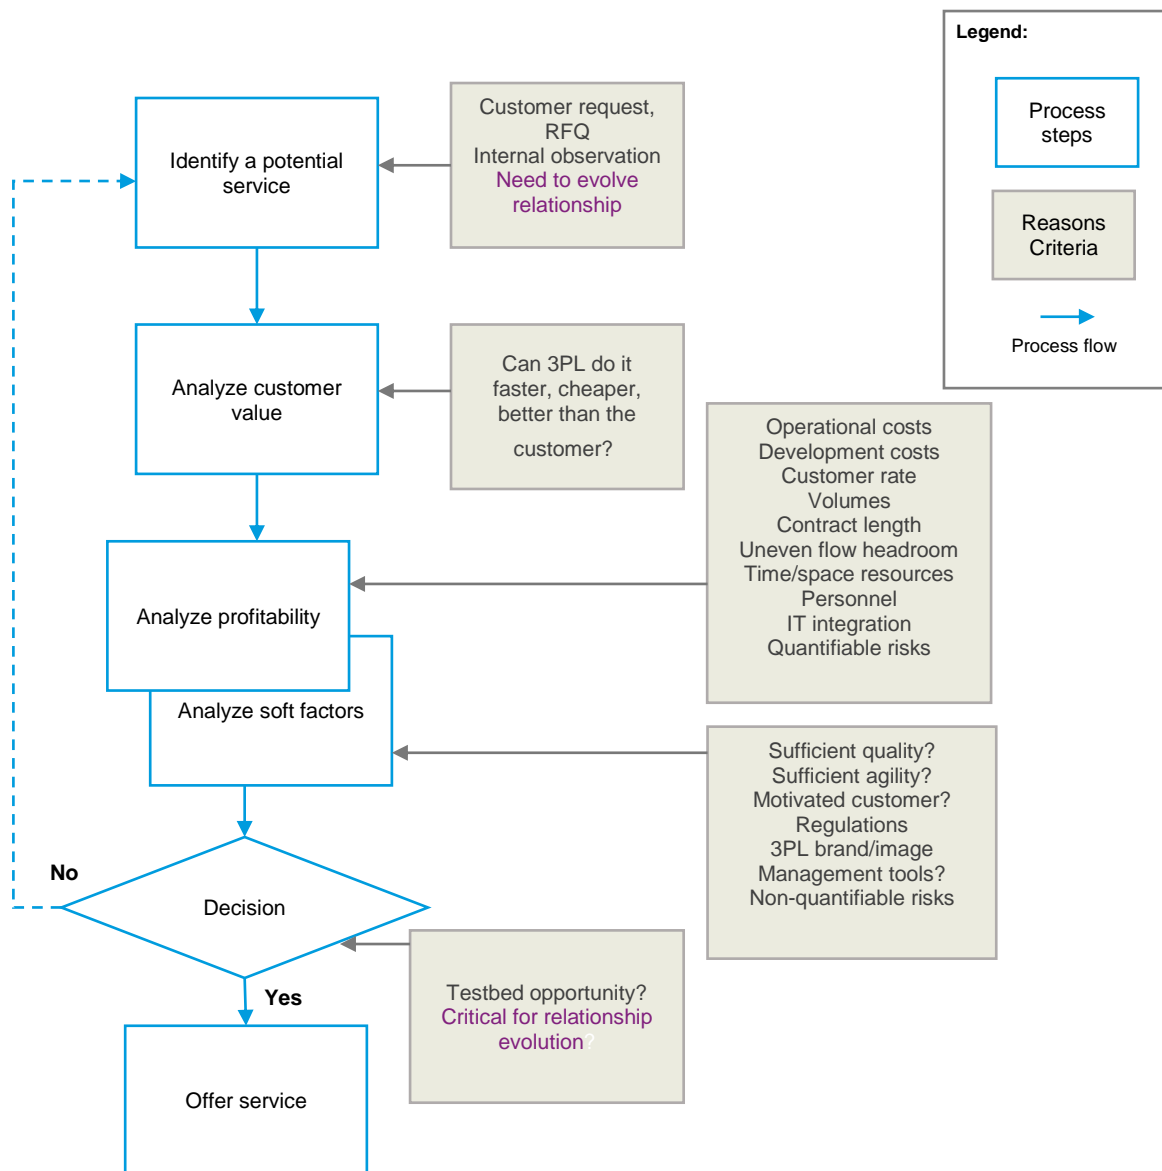 Legend:
Process
steps
Reasons
Criteria
Process flow
Identify a potential
service
Customer request,
RFQ
Internal observation
Need to evolve
relationship
Analyze customer
value
Can 3PL do it
faster, cheaper,
better than the
customer?
Analyze profitability
Operational costs
Development costs
Customer rate
Volumes
Contract length
Uneven flow headroom
Time/space resources
Personnel
IT integration
Quantifiable risks
Analyze soft factors
Sufficient quality?
Sufficient agility?
Motivated customer?
Regulations
3PL brand/image
Management tools?
Non-quantifiable risks
No
Decision
Yes
Testbed opportunity?
Critical for relationship
evolution?
Offer service